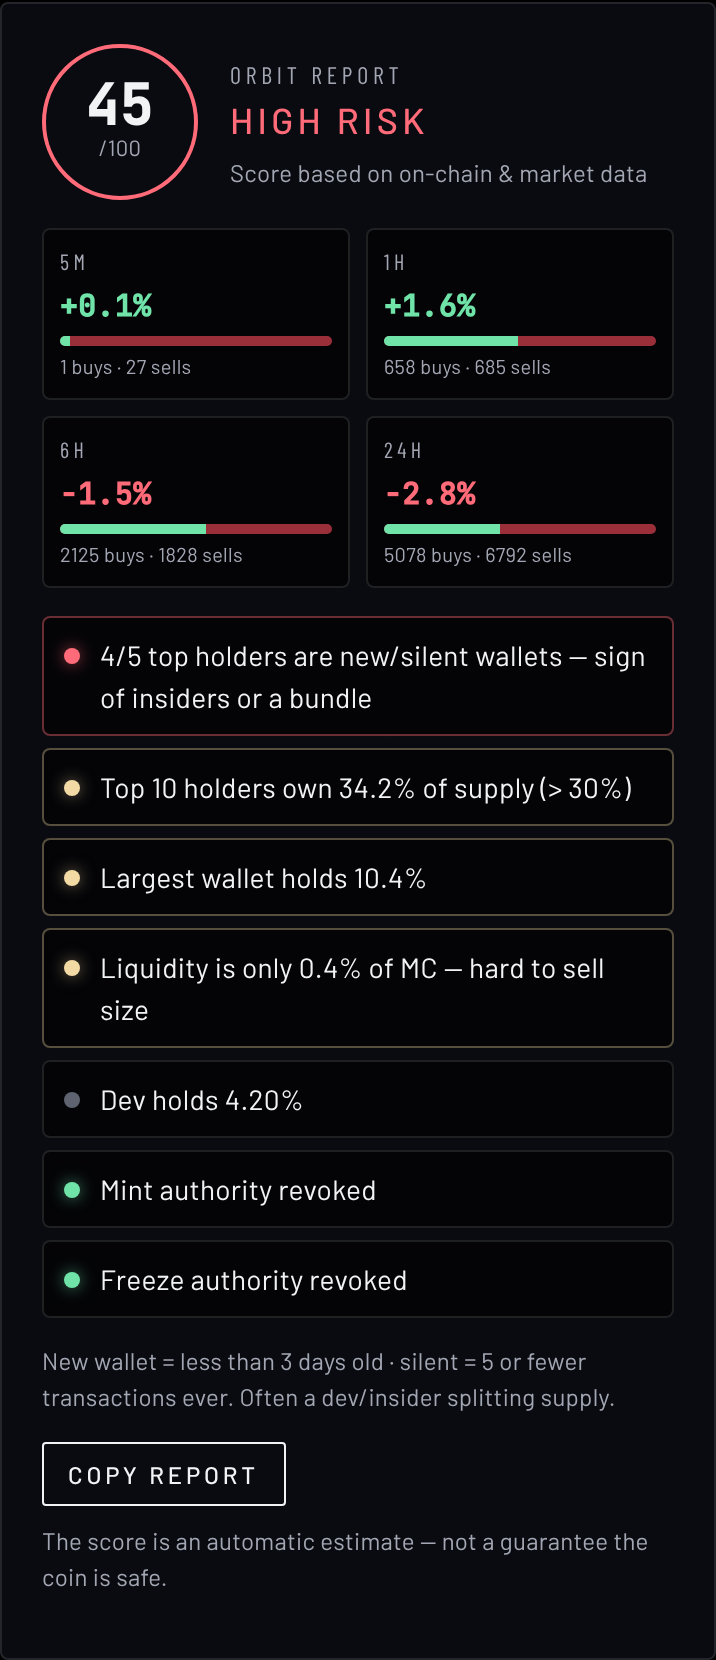 45
/100
ORBIT REPORT
HIGH RISK
Score based on on-chain & market data
5M
+0.1%
1 buys · 27 sells
1H
+1.6%
658 buys · 685 sells
6H
-1.5%
2125 buys · 1828 sells
24H
-2.8%
5078 buys · 6792 sells
4/5 top holders are new/silent wallets — sign
of insiders or a bundle
Top 10 holders own 34.2% of supply (> 30%)
Largest wallet holds 10.4%
Liquidity is only 0.4% of MC — hard to sell
size
Dev holds 4.20%
Mint authority revoked
Freeze authority revoked
New wallet = less than 3 days old · silent = 5 or fewer
transactions ever. Often a dev/insider splitting supply.
COPY REPORT
The score is an automatic estimate — not a guarantee the
coin is safe.